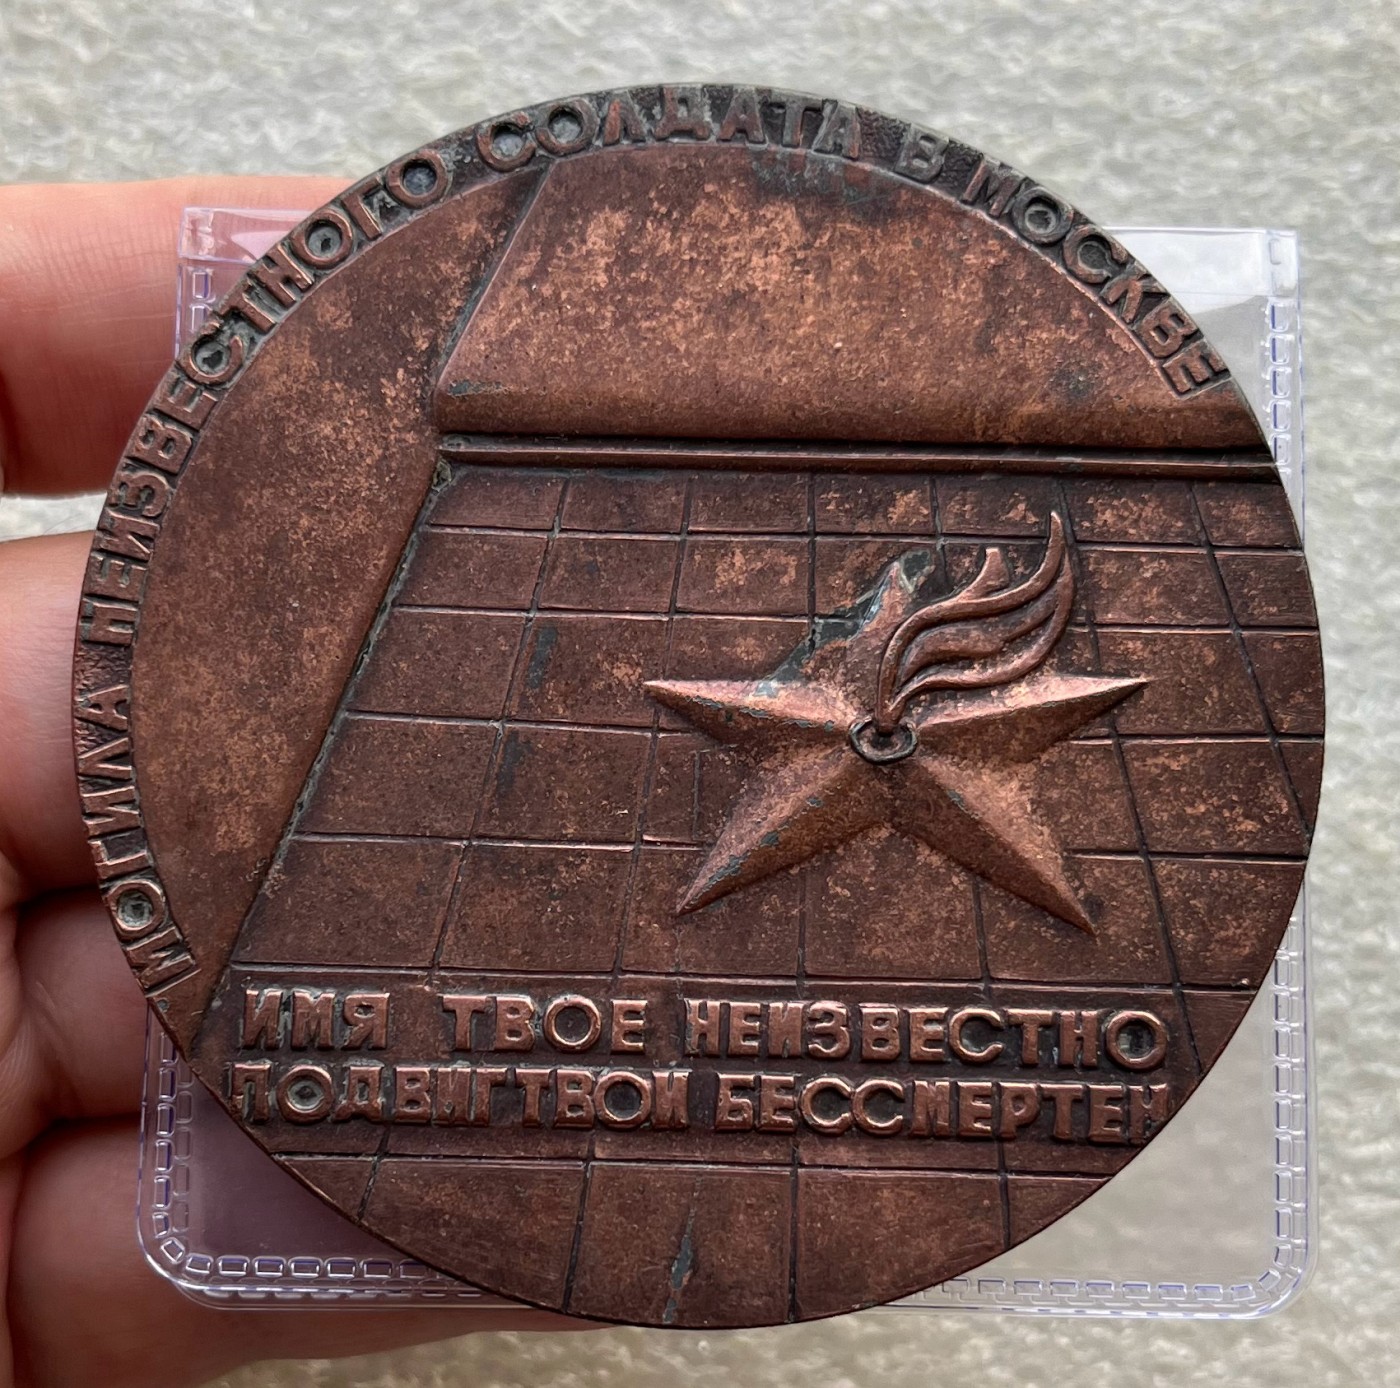 МОГИЛА НЕИЗВЕСТНОГО СОЛДАТА В МОСКВЕ
ИМЯ ТВОЕ НЕИЗВЕСТНО
ПОДВИГ ТВОЙ БЕССМЕРТЕН